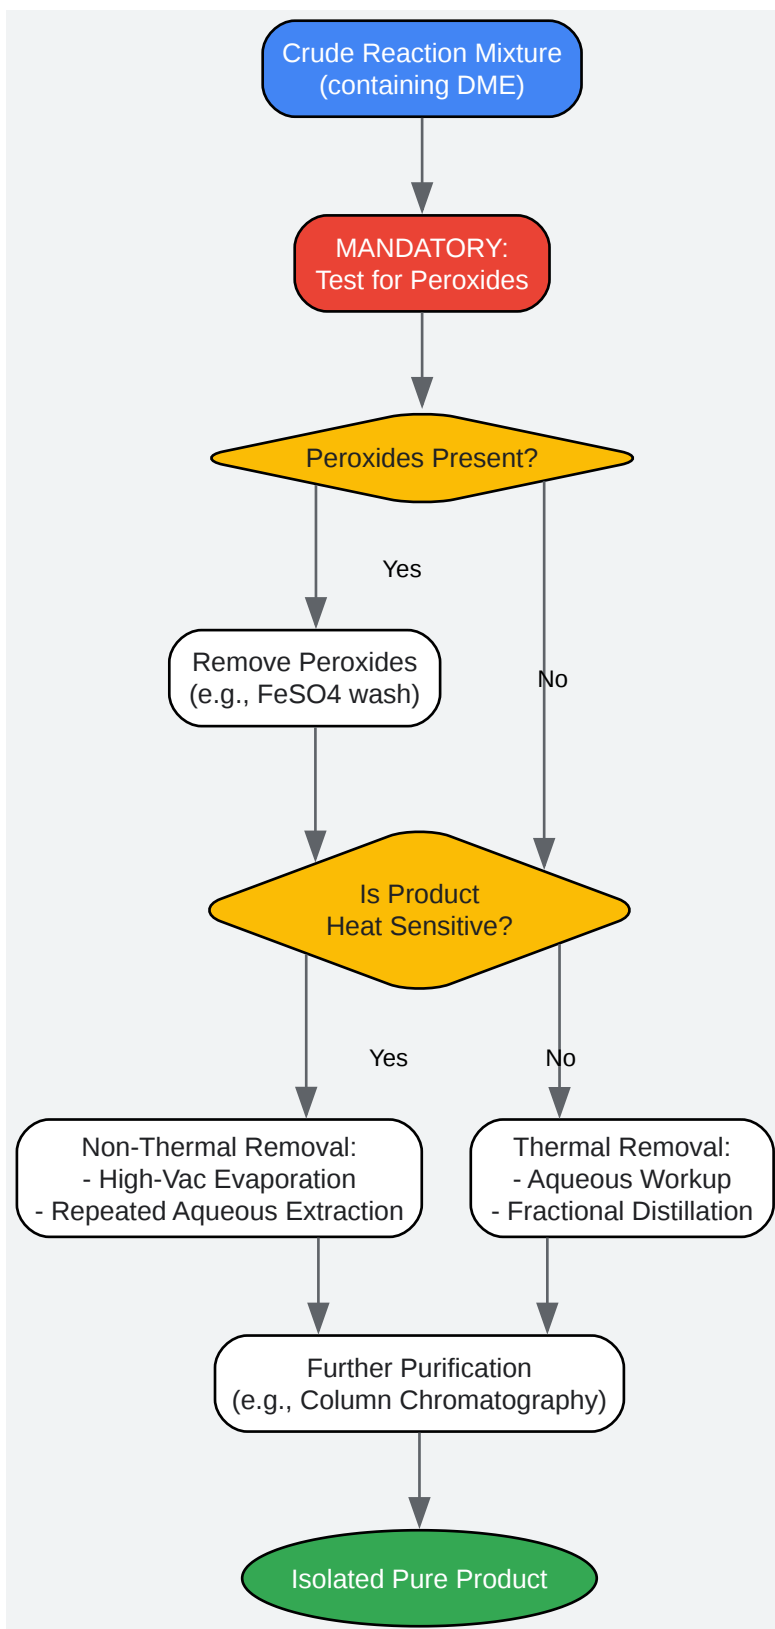 Crude Reaction Mixture
(containing DME)
MANDATORY:
Test for Peroxides
Peroxides Present?
Yes
Remove Peroxides
(e.g., FeSO4 wash)
No
Is Product
Heat Sensitive?
Yes
No
Non-Thermal Removal:
- High-Vac Evaporation
- Repeated Aqueous Extraction
Thermal Removal:
- Aqueous Workup
- Fractional Distillation
Further Purification
(e.g., Column Chromatography)
Isolated Pure Product